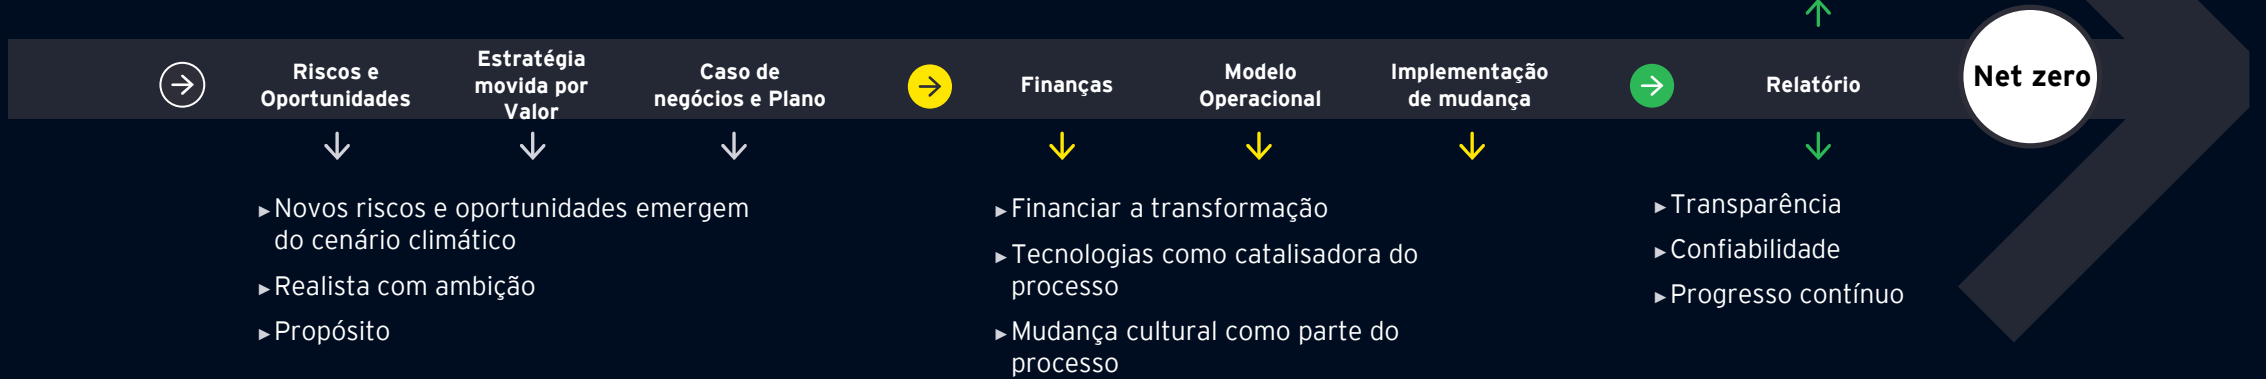 Riscos e
Oportunidades
Estratégia
movida por
Valor
Caso de
negócios e Plano
Finanças
Modelo
Operacional
Implementação
de mudança
Relatório
Net zero
►Novos riscos e oportunidades emergem
do cenário climático
►Realista com ambição
►Propósito
►Financiar a transformação
►Tecnologias como catalisadora do
processo
►Mudança cultural como parte do
processo
►Transparência
►Confiabilidade
►Progresso contínuo